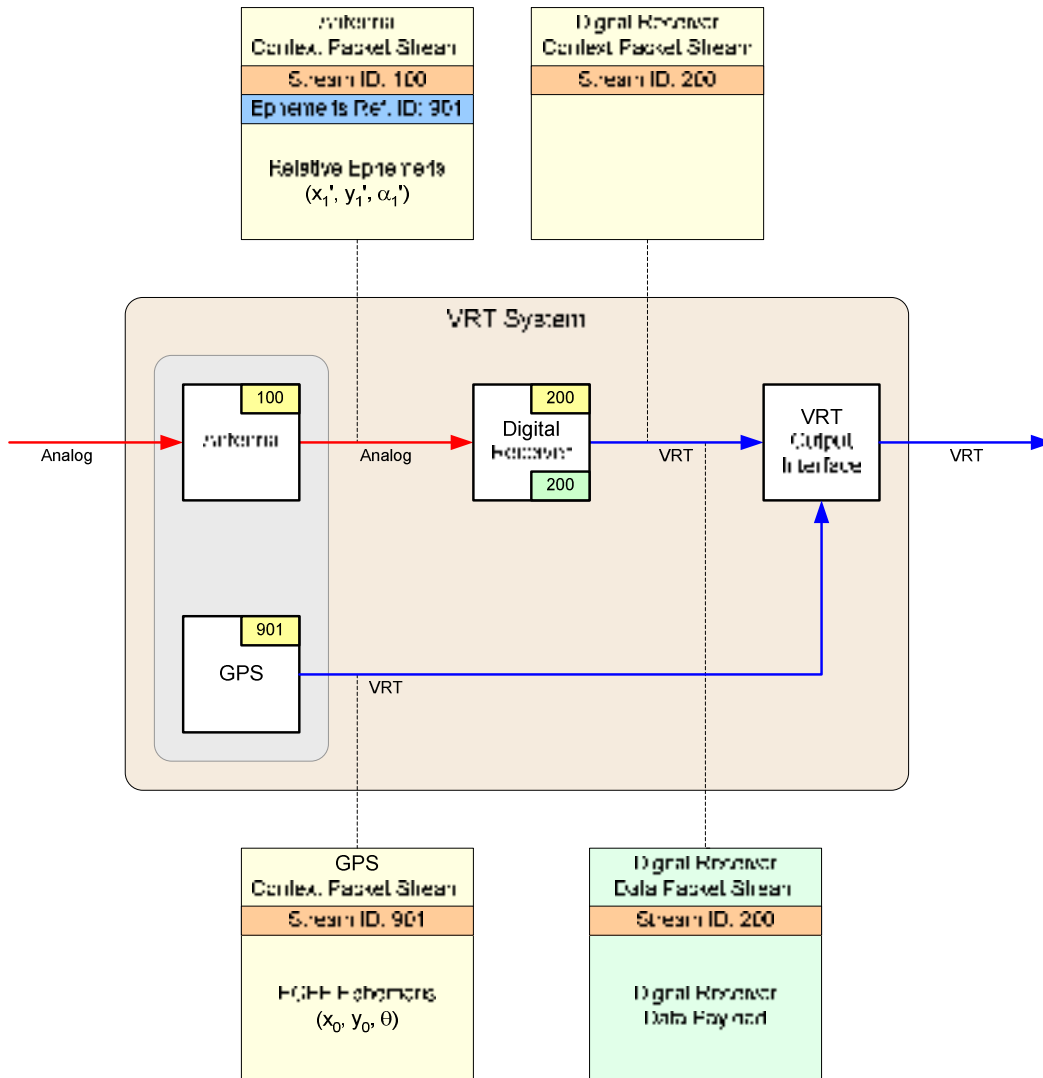 Antenna
Context Packet Stream
Stream ID: 100
Ephemeris Ref. ID: 901
Relative Ephemeris
(x₁', y₁', α₁')
Digital Receiver
Context Packet Stream
Stream ID: 200
VRT System
100
Antenna
Analog
Analog
200
Digital
Receiver
200
VRT
VRT
Output
Interface
VRT
901
GPS
VRT
GPS
Context Packet Stream
Stream ID: 901
ECEF Ephemeris
(x₀, y₀, θ)
Digital Receiver
Data Packet Stream
Stream ID: 200
Digital Receiver
Data Payload